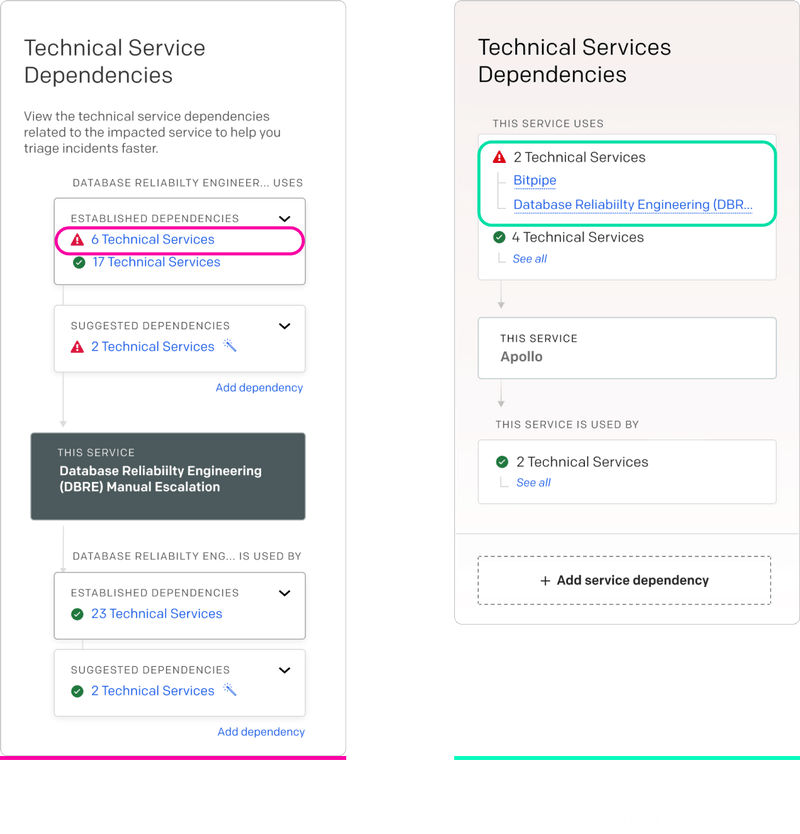 Technical Service
Dependencies
View the technical service dependencies
related to the impacted service to help you
triage incidents faster.
DATABASE RELIABILTY ENGINEER... USES
ESTABLISHED DEPENDENCIES
6 Technical Services
17 Technical Services
SUGGESTED DEPENDENCIES
2 Technical Services
Add dependency
THIS SERVICE
Database Reliabiilty Engineering
(DBRE) Manual Escalation
DATABASE RELIABILTY ENG... IS USED BY
ESTABLISHED DEPENDENCIES
23 Technical Services
SUGGESTED DEPENDENCIES
2 Technical Services
Add dependency
Technical Services
Dependencies
THIS SERVICE USES
2 Technical Services
Bitpipe
Database Reliabiilty Engineering (DBR...
4 Technical Services
See all
THIS SERVICE
Apollo
THIS SERVICE IS USED BY
2 Technical Services
See all
+ Add service dependency